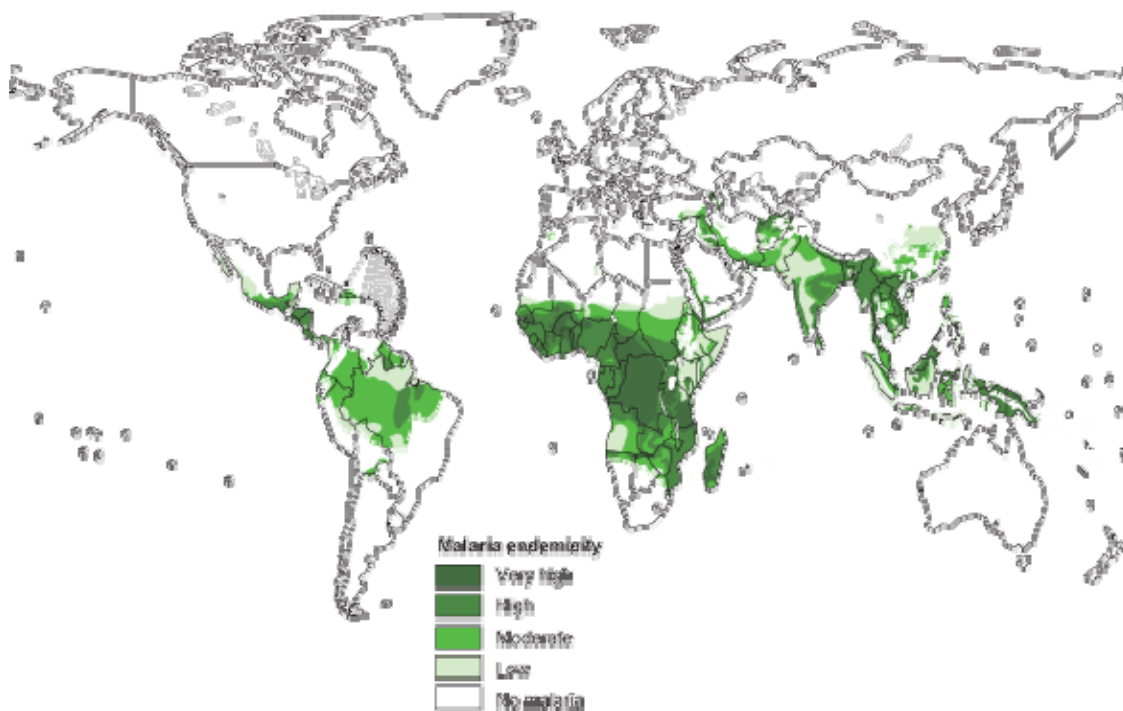 Malaria endemicity
Very high
High
Moderate
Low
No malaria